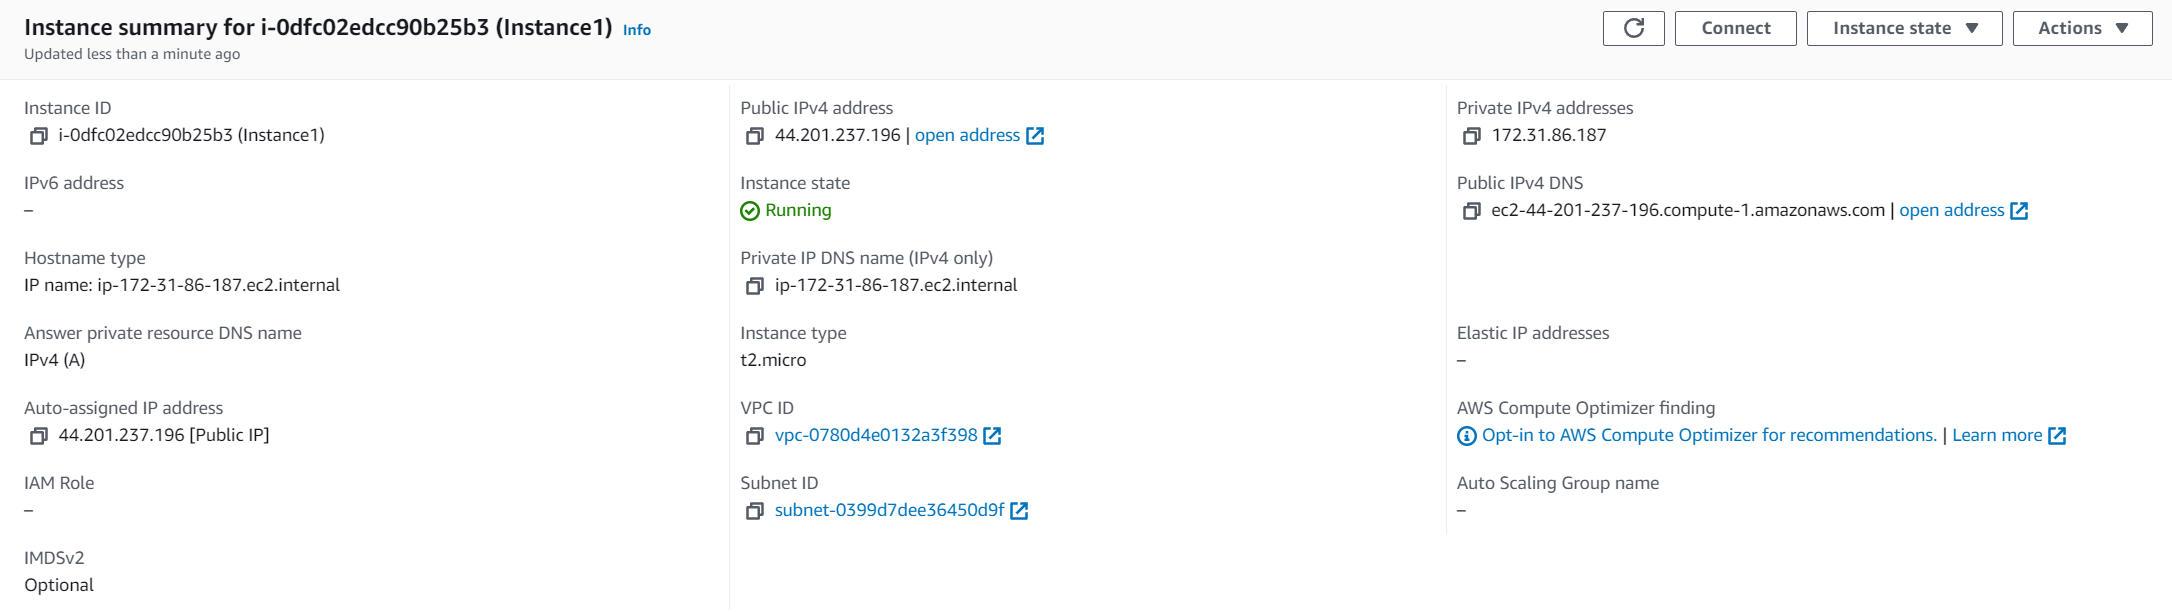 Instance summary for i-0dfc02edcc90b25b3 (Instance1) Info
Updated less than a minute ago
Connect
Instance state
Actions
Instance ID
i-0dfc02edcc90b25b3 (Instance1)
Public IPv4 address
44.201.237.196 | open address
Private IPv4 addresses
172.31.86.187
IPv6 address
–
Instance state
Running
Public IPv4 DNS
ec2-44-201-237-196.compute-1.amazonaws.com | open address
Hostname type
IP name: ip-172-31-86-187.ec2.internal
Private IP DNS name (IPv4 only)
ip-172-31-86-187.ec2.internal
Answer private resource DNS name
IPv4 (A)
Instance type
t2.micro
Elastic IP addresses
–
Auto-assigned IP address
44.201.237.196 [Public IP]
VPC ID
vpc-0780d4e0132a3f398
AWS Compute Optimizer finding
Opt-in to AWS Compute Optimizer for recommendations. | Learn more
IAM Role
–
Subnet ID
subnet-0399d7dee36450d9f
Auto Scaling Group name
–
IMDSv2
Optional